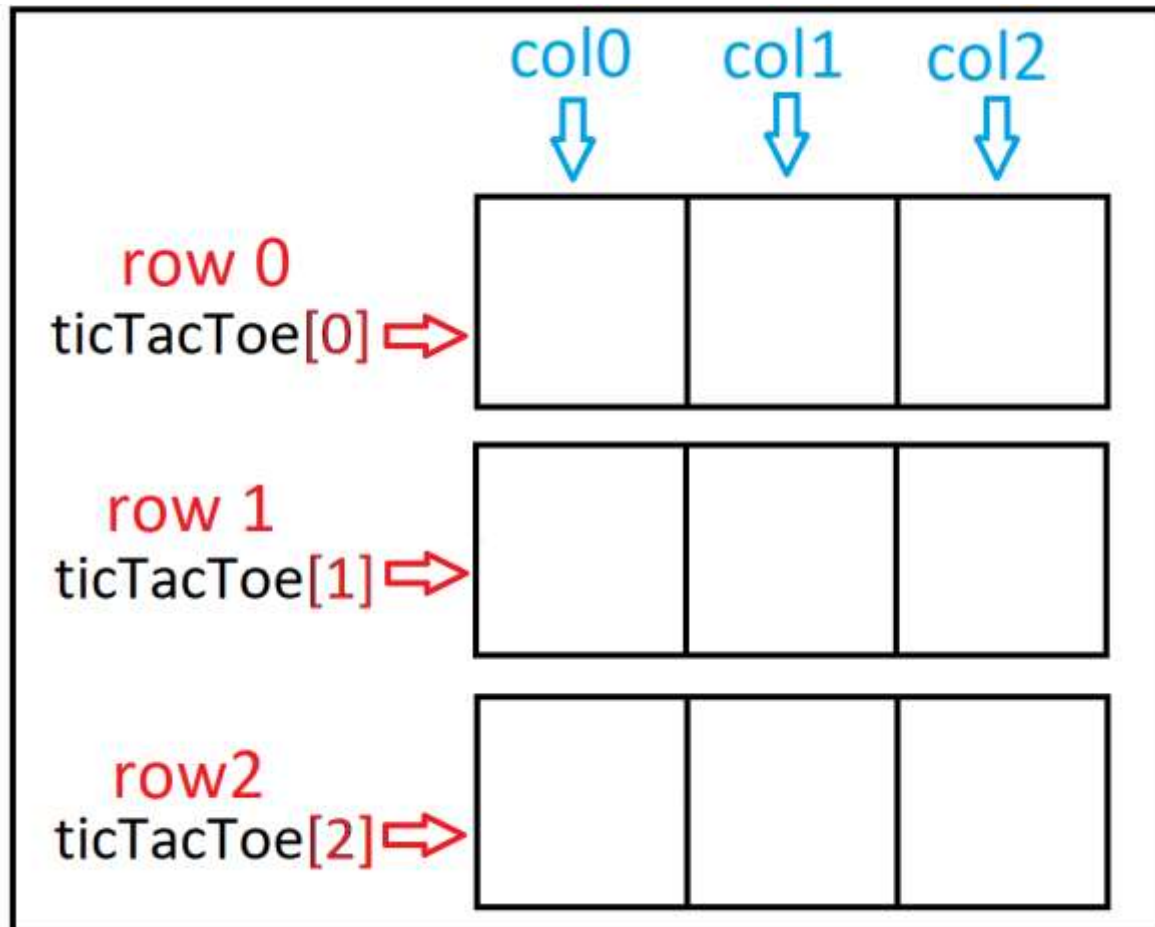 col0 col1 col2
row 0
ticTacToe[0]
row 1
ticTacToe[1]
row2
ticTacToe[2]